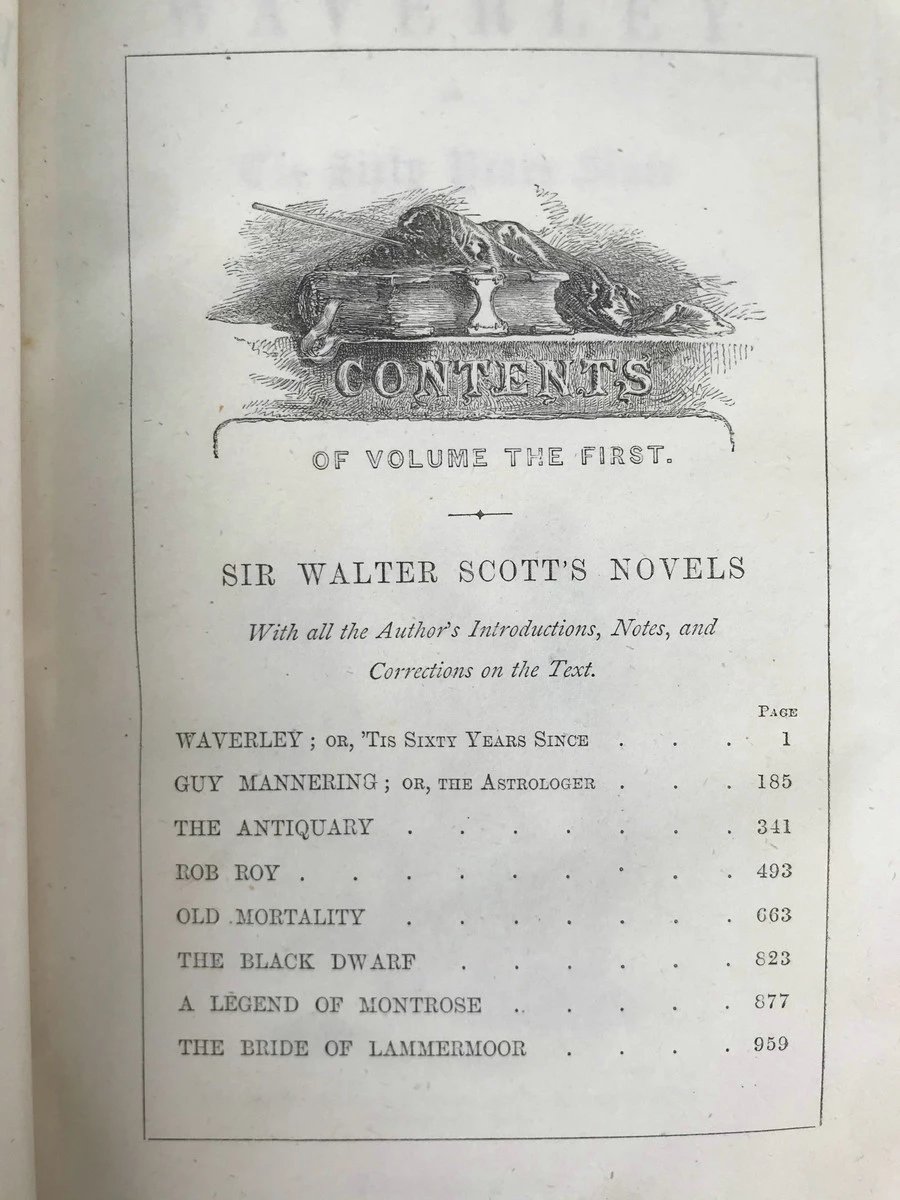 WAVERLEY
CONTENTS
OF VOLUME THE FIRST.
SIR WALTER SCOTT'S NOVELS
With all the Author's Introductions, Notes, and
Corrections on the Text.
PAGE
WAVERLEY; OR, 'TIS SIXTY YEARS SINCE . . . 1
GUY MANNERING; OR, THE ASTROLOGER . . . 185
THE ANTIQUARY . . . . . . . 341
ROB ROY . . . . . . . . . 493
OLD MORTALITY . . . . . . . 663
THE BLACK DWARF . . . . . . 823
A LEGEND OF MONTROSE . . . . . 877
THE BRIDE OF LAMMERMOOR . . . . 959